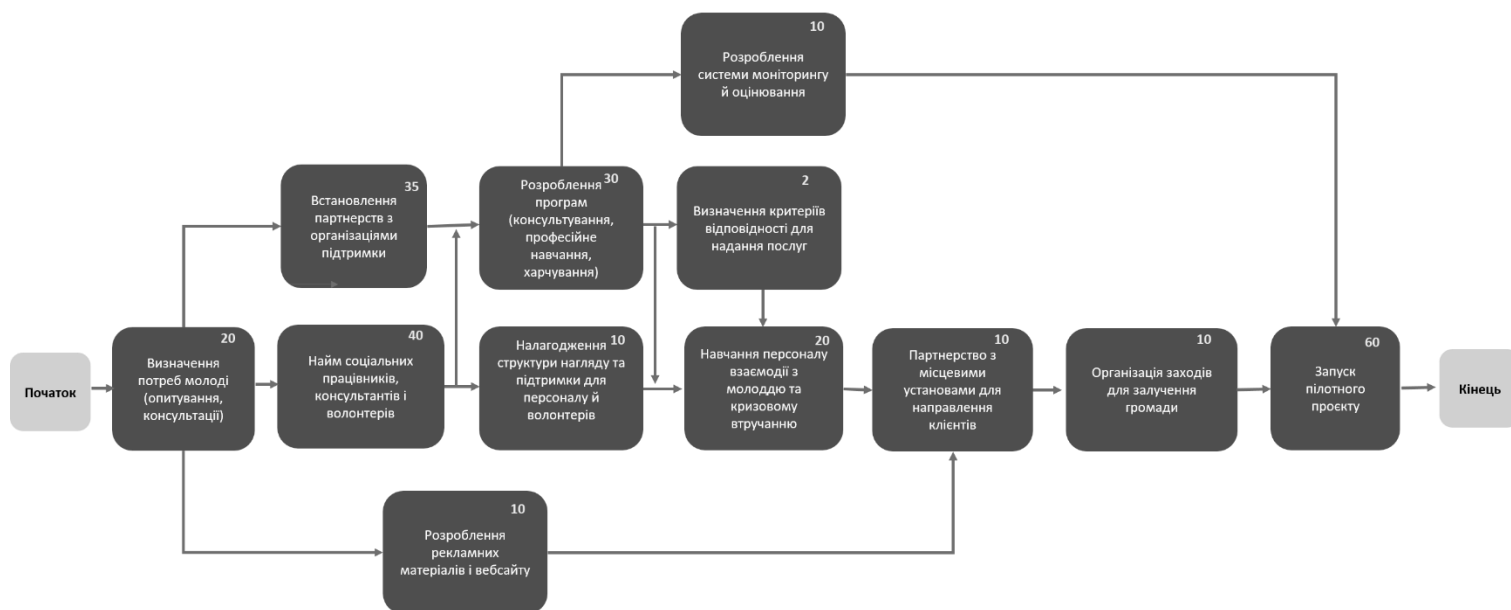 10
Розроблення
системи моніторингу
й оцінювання
35
Встановлення
партнерств з
організаціями
підтримки
30
Розроблення
програм
(консультування,
професійне
навчання,
харчування)
2
Визначення критеріїв
відповідності для
надання послуг
Початок
20
Визначення
потреб молоді
(опитування,
консультації)
40
Найм соціальних
працівників,
консультантів і
волонтерів
10
Налагодження
структури нагляду та
підтримки для
персоналу й
волонтерів
20
Навчання персоналу
взаємодії з
молоддю та
кризовому
втручанню
10
Партнерство з
місцевими
установами для
направлення
клієнтів
10
Організація заходів
для залучення
громади
60
Запуск
пілотного
проєкту
Кінець
10
Розроблення
рекламних
матеріалів і вебсайту